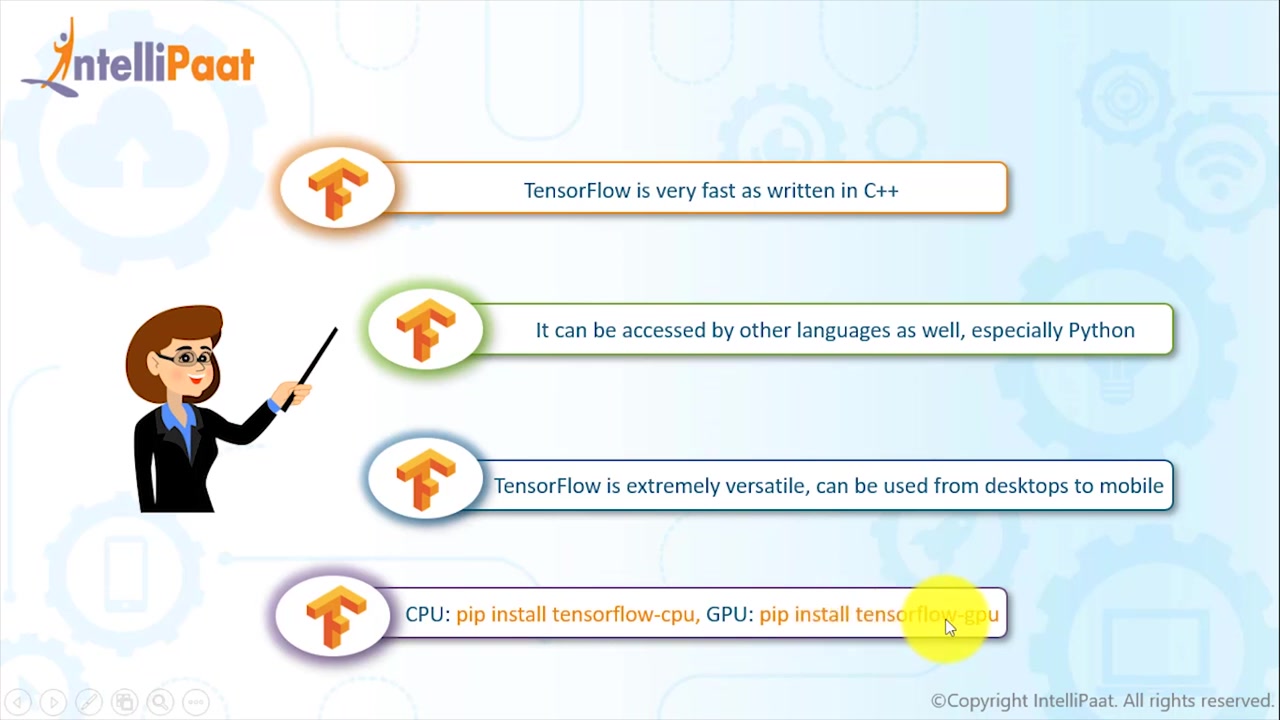 IntelliPaat
TensorFlow is very fast as written in C++
It can be accessed by other languages as well, especially Python
TensorFlow is extremely versatile, can be used from desktops to mobile
CPU: pip install tensorflow-cpu, GPU: pip install tensorflow-gpu
©Copyright IntelliPaat. All rights reserved.